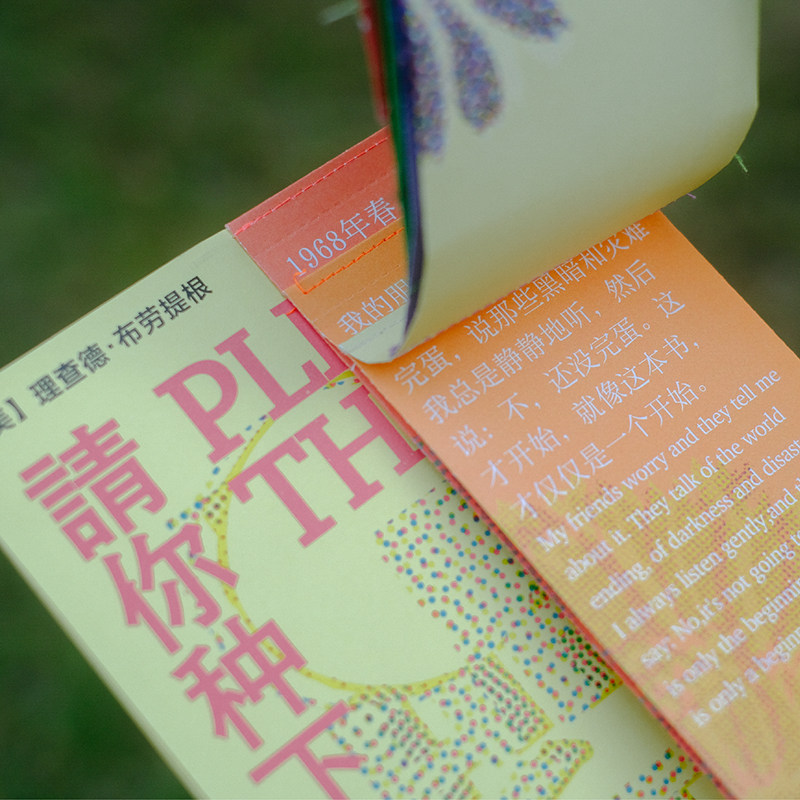 美】理查德·布劳提根
PL
TH
請
你
种
下
1968年春
我的朋
完蛋，说那些黑暗和灾难
我总是静静地听，然后
说：不，还没完蛋。这
才开始，就像这本书，
才仅仅是一个开始。
My friends worry and they tell me
about it. They talk of the world
ending, of darkness and disaster
I always listen gently and
say: No, it's not going to
is only the beginning
is only a begin